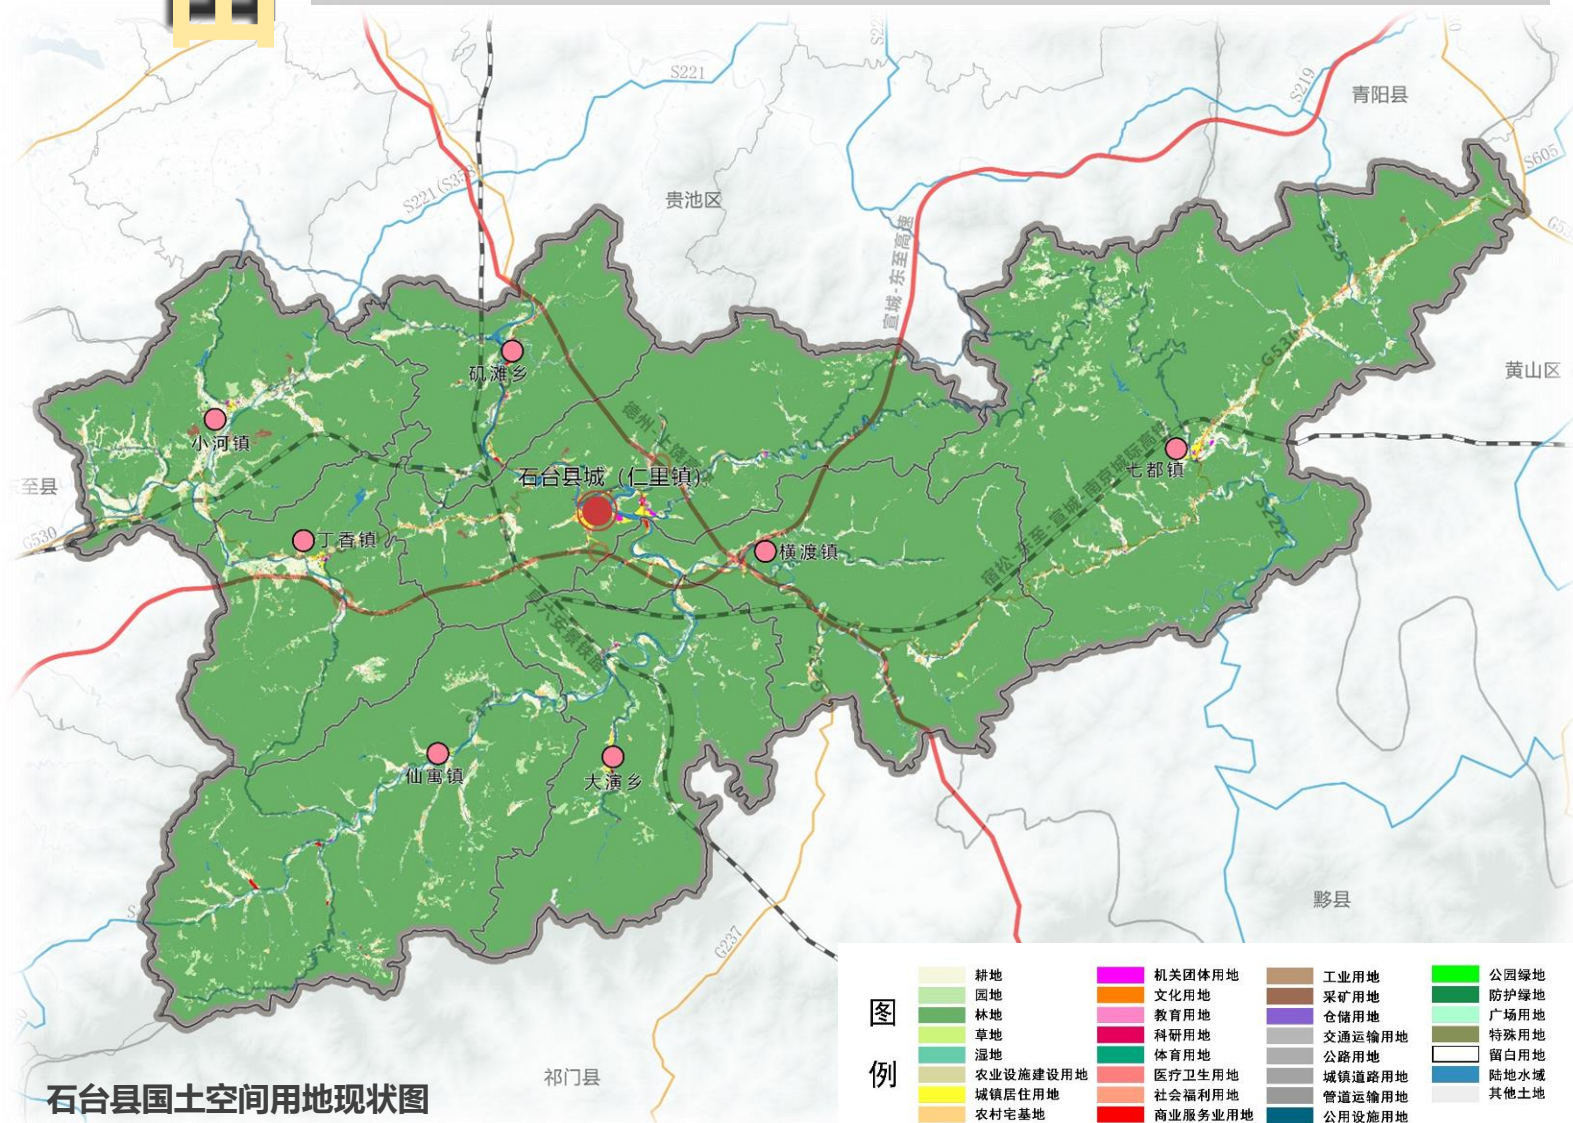 S221
S219
青阳县
S605
S221(S358)
贵池区
宣城-东至高速
G530
黄山区
矶滩乡
小河镇
德州-上饶高速
石台县城（仁里镇）
七都镇
东至县
G530
丁香镇
横渡镇
宿松-东至-宣城-南京城际高铁
G237
仙寓镇
大演乡
黟县
G237
祁门县
石台县国土空间用地现状图
图例
耕地
园地
林地
草地
湿地
农业设施建设用地
城镇居住用地
农村宅基地
机关团体用地
文化用地
教育用地
科研用地
体育用地
医疗卫生用地
社会福利用地
商业服务业用地
工业用地
采矿用地
仓储用地
交通运输用地
公路用地
城镇道路用地
管道运输用地
公用设施用地
公园绿地
防护绿地
广场用地
特殊用地
留白用地
陆地水域
其他土地